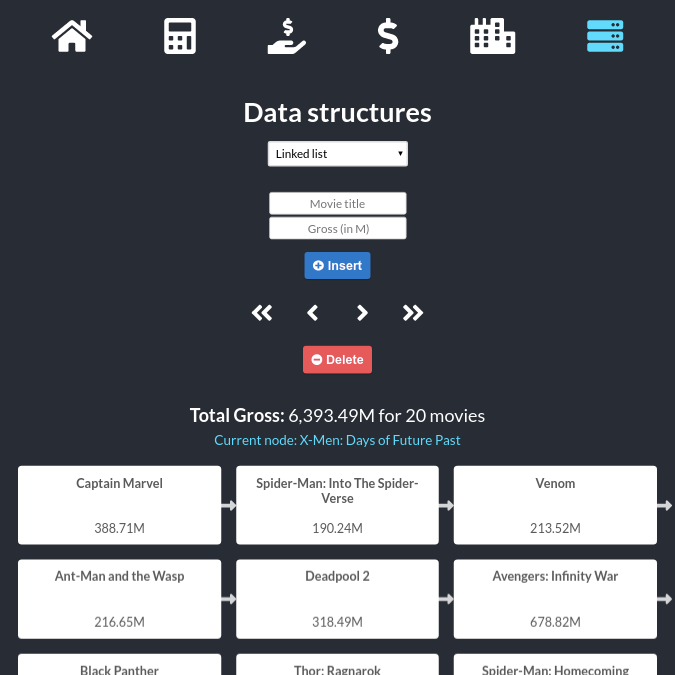 Data structures
Linked list
Movie title
Gross (in M)
Insert
Delete
Total Gross: 6,393.49M for 20 movies
Current node: X-Men: Days of Future Past
Captain Marvel
388.71M
Spider-Man: Into The Spider-
Verse
190.24M
Venom
213.52M
Ant-Man and the Wasp
216.65M
Deadpool 2
318.49M
Avengers: Infinity War
678.82M
Black Panther
Thor: Ragnarok
Spider-Man: Homecoming